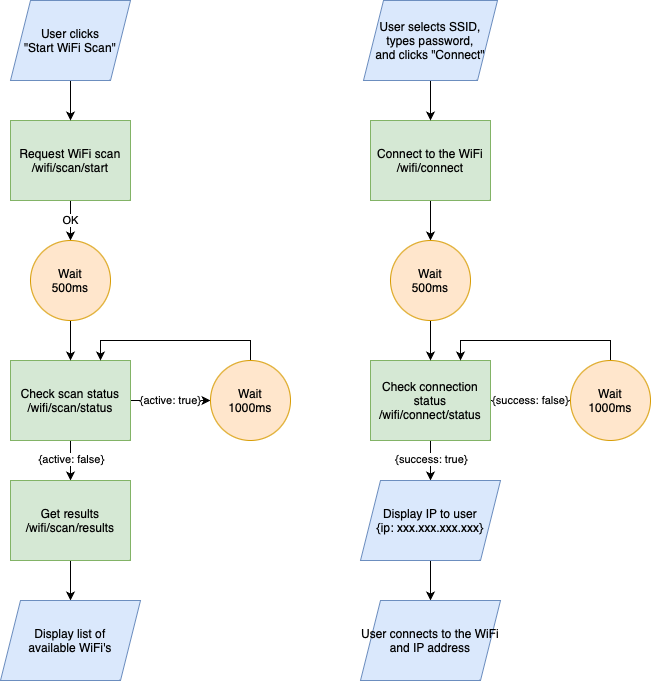 User clicks
"Start WiFi Scan"
Request WiFi scan
/wifi/scan/start
OK
Wait
500ms
Check scan status
/wifi/scan/status
{active: true}
Wait
1000ms
{active: false}
Get results
/wifi/scan/results
Display list of
available WiFi's
User selects SSID,
types password,
and clicks "Connect"
Connect to the WiFi
/wifi/connect
Wait
500ms
Check connection
status
/wifi/connect/status
{success: false}
Wait
1000ms
{success: true}
Display IP to user
{ip: xxx.xxx.xxx.xxx}
User connects to the WiFi
and IP address